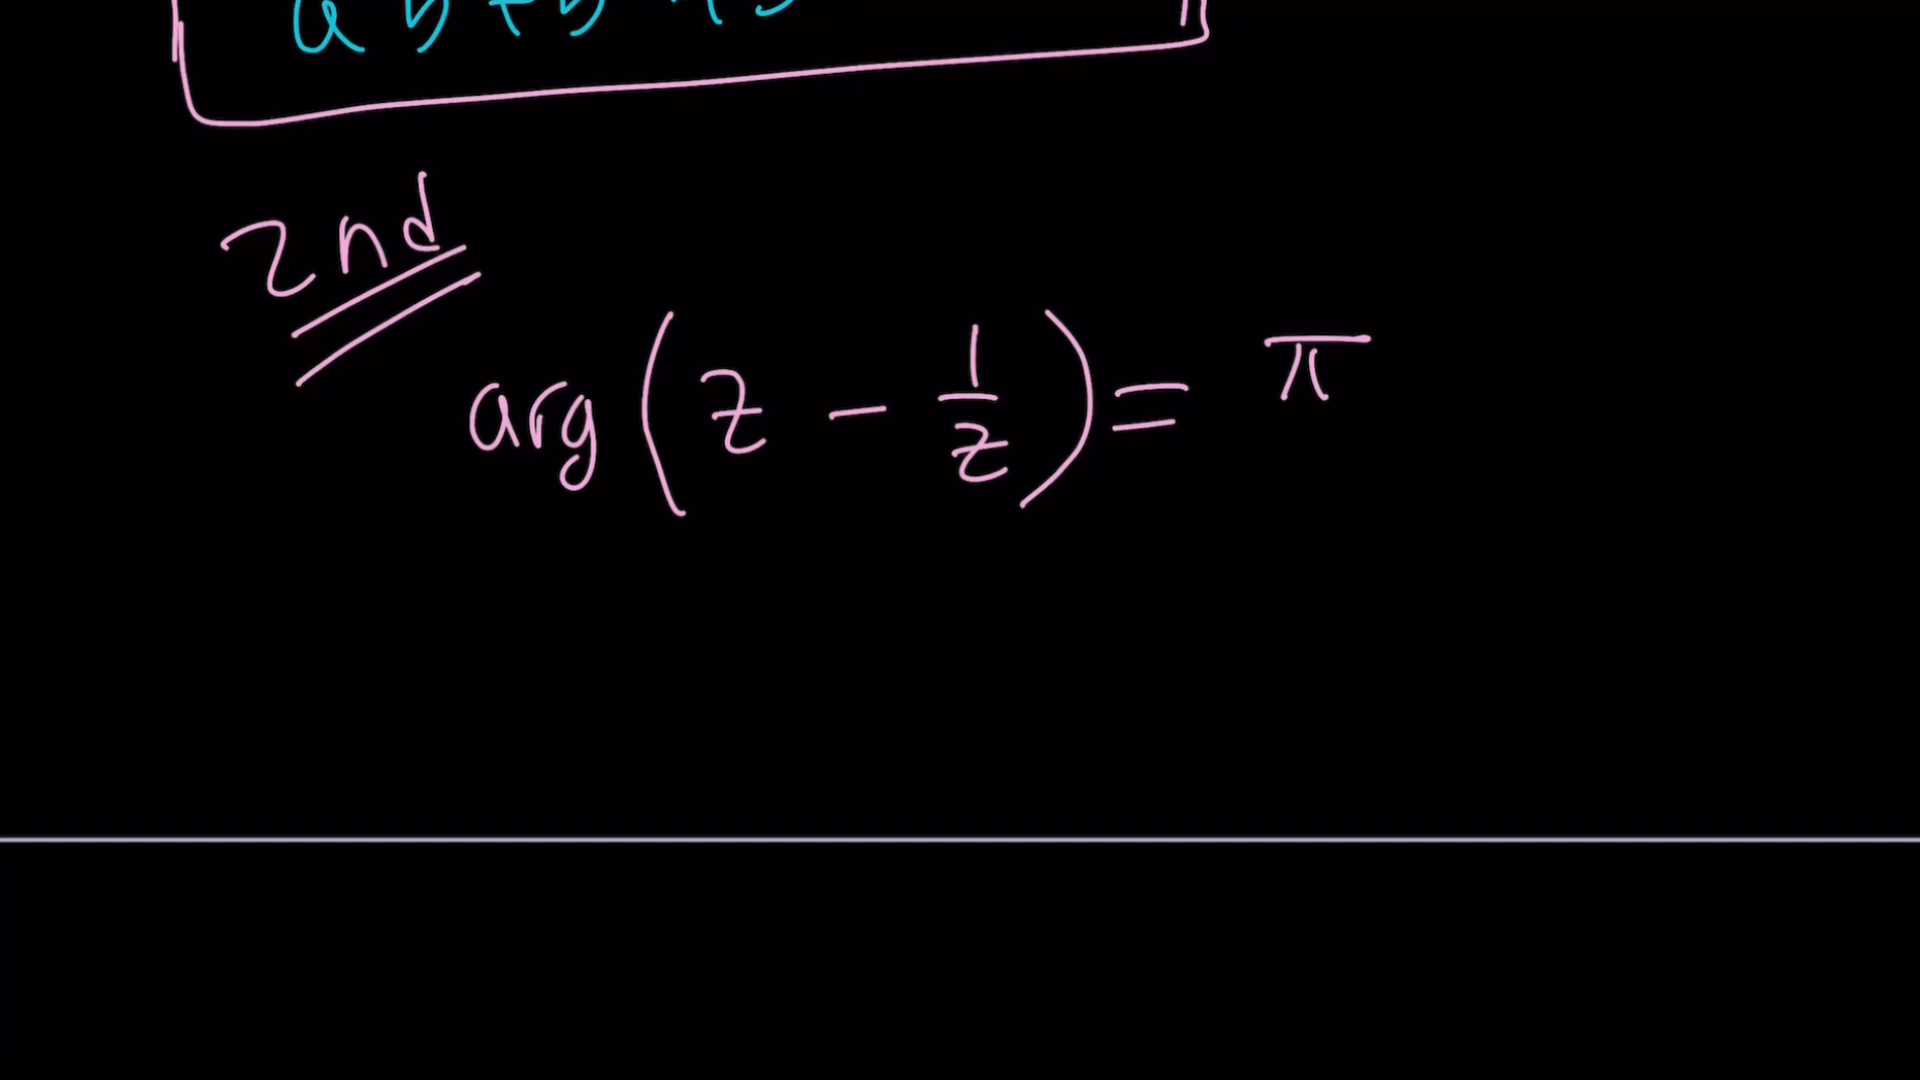 2nd
arg(z - 1/z) = π